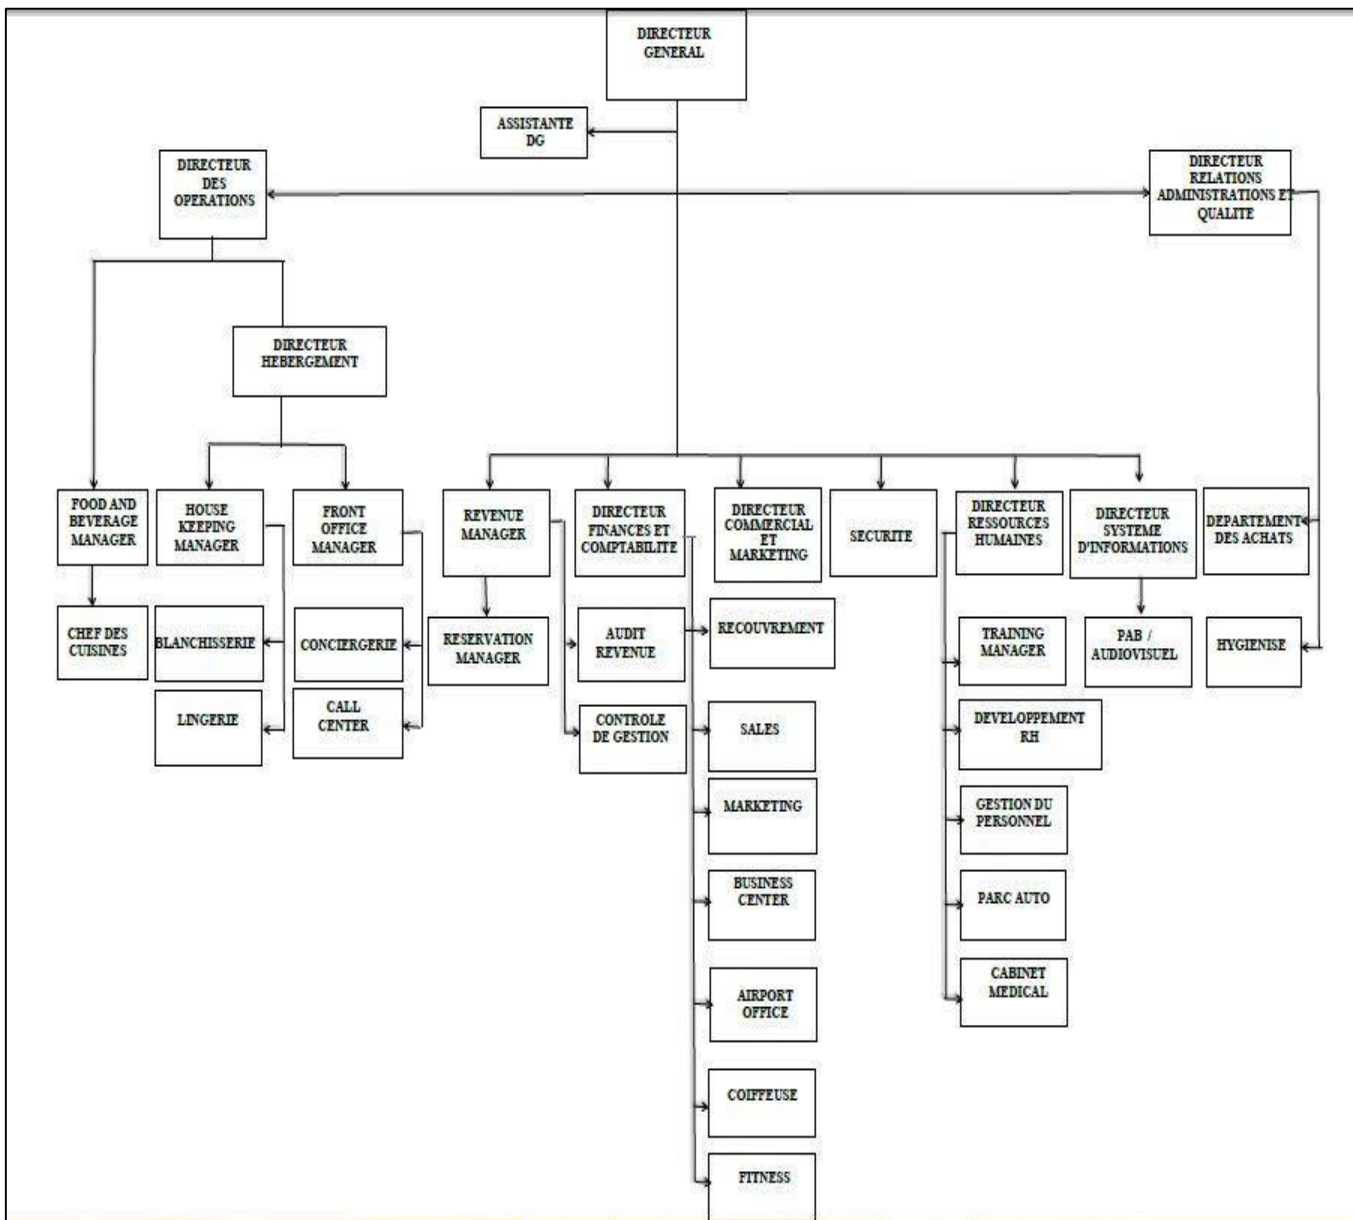 DIRECTEUR
GENERAL
ASSISTANTE
DG
DIRECTEUR
DES
OPERATIONS
DIRECTEUR
RELATIONS
ADMINISTRATIONS ET
QUALITE
DIRECTEUR
HEBERGEMENT
FOOD AND
BEVERAGE
MANAGER
HOUSE
KEEPING
MANAGER
FRONT
OFFICE
MANAGER
REVENUE
MANAGER
DIRECTEUR
FINANCES ET
COMPTABILITE
DIRECTEUR
COMMERCIAL
ET
MARKETING
SECURITE
DIRECTEUR
RESSOURCES
HUMAINES
DIRECTEUR
SYSTEME
D'INFORMATIONS
DEPARTEMENT
DES ACHATS
CHEF DES
CUISINES
BLANCHISSERIE
CONCIERGERIE
RESERVATION
MANAGER
AUDIT
REVENUE
RECOUVREMENT
TRAINING
MANAGER
PAB /
AUDIOVISUEL
HYGIENISE
LINGERIE
CALL
CENTER
CONTROLE
DE GESTION
SALES
DEVELOPPEMENT
RH
MARKETING
GESTION DU
PERSONNEL
BUSINESS
CENTER
PARC AUTO
AIRPORT
OFFICE
CABINET
MEDICAL
COIFFEUSE
FITNESS